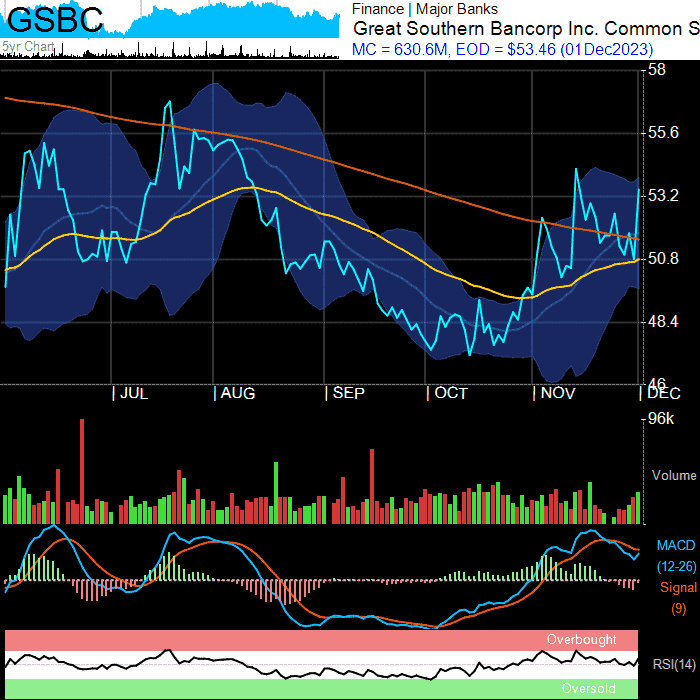 GSBC
5yr Chart
Finance | Major Banks
Great Southern Bancorp Inc. Common S
MC = 630.6M, EOD = $53.46 (01Dec2023)
58
55.6
53.2
50.8
48.4
46
JUL AUG SEP OCT NOV DEC
96k
Volume
MACD
(12-26)
Signal
(9)
Overbought
RSI(14)
Oversold